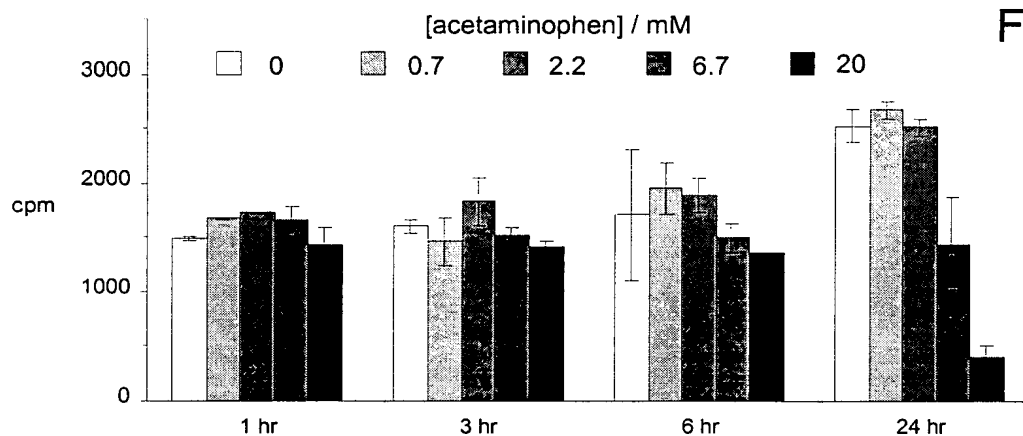 [acetaminophen] / mM
F
0 0.7 2.2 6.7 20
3000
2000
cpm
1000
0
1 hr 3 hr 6 hr 24 hr